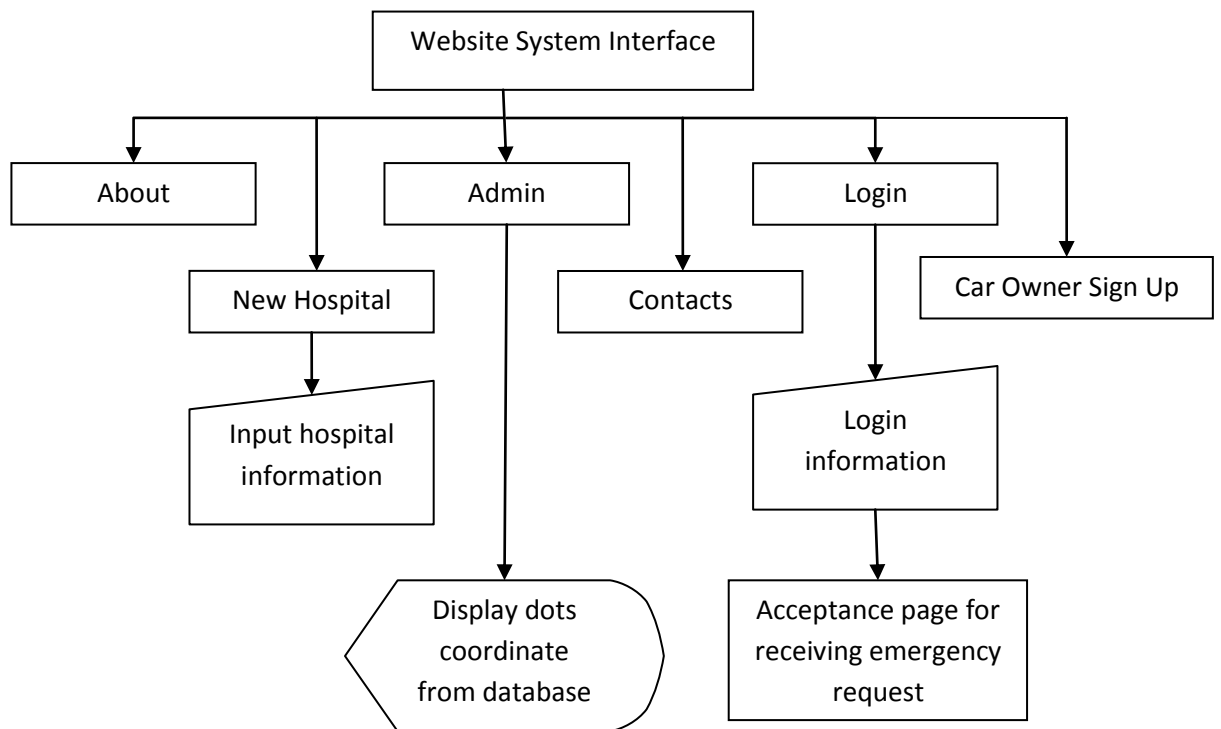 Website System Interface
About
Admin
Login
New Hospital
Contacts
Car Owner Sign Up
Input hospital
information
Login
information
Display dots
coordinate
from database
Acceptance page for
receiving emergency
request